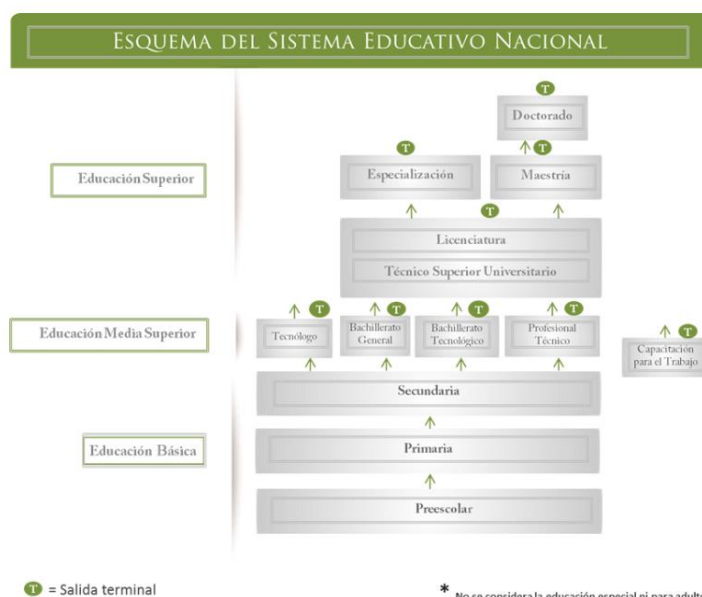 ESQUEMA DEL SISTEMA EDUCATIVO NACIONAL
T
Doctorado
T
T
Educación Superior
Especialización
Maestría
T
Licenciatura
Técnico Superior Universitario
T
T
T
T
T
Educación Media Superior
Tecnólogo
Bachillerato
General
Bachillerato
Tecnológico
Profesional
Técnico
Capacitación
para el Trabajo
Secundaria
Educación Básica
Primaria
Preescolar
T = Salida terminal
* No se considera la educación especial ni para adulto